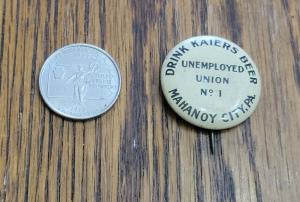 DRINK KAIERS BEER
UNEMPLOYED
UNION
Nº 1
MAHANOY CITY, PA.